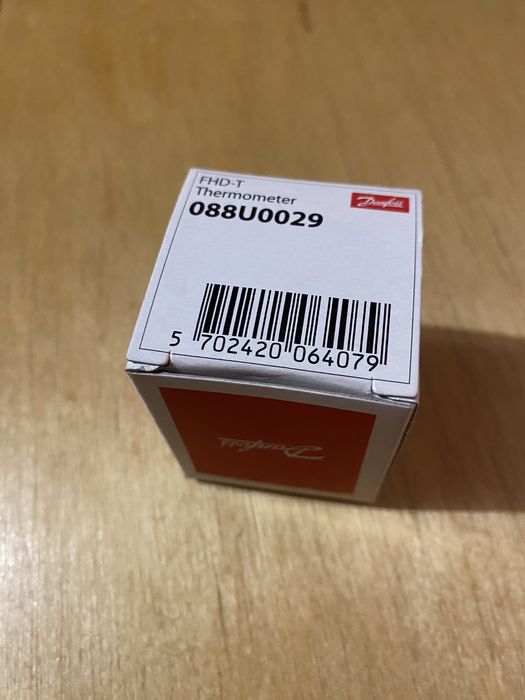 FHD-T
Thermometer
088U0029
Danfoss
5 702420 064079
Danfoss